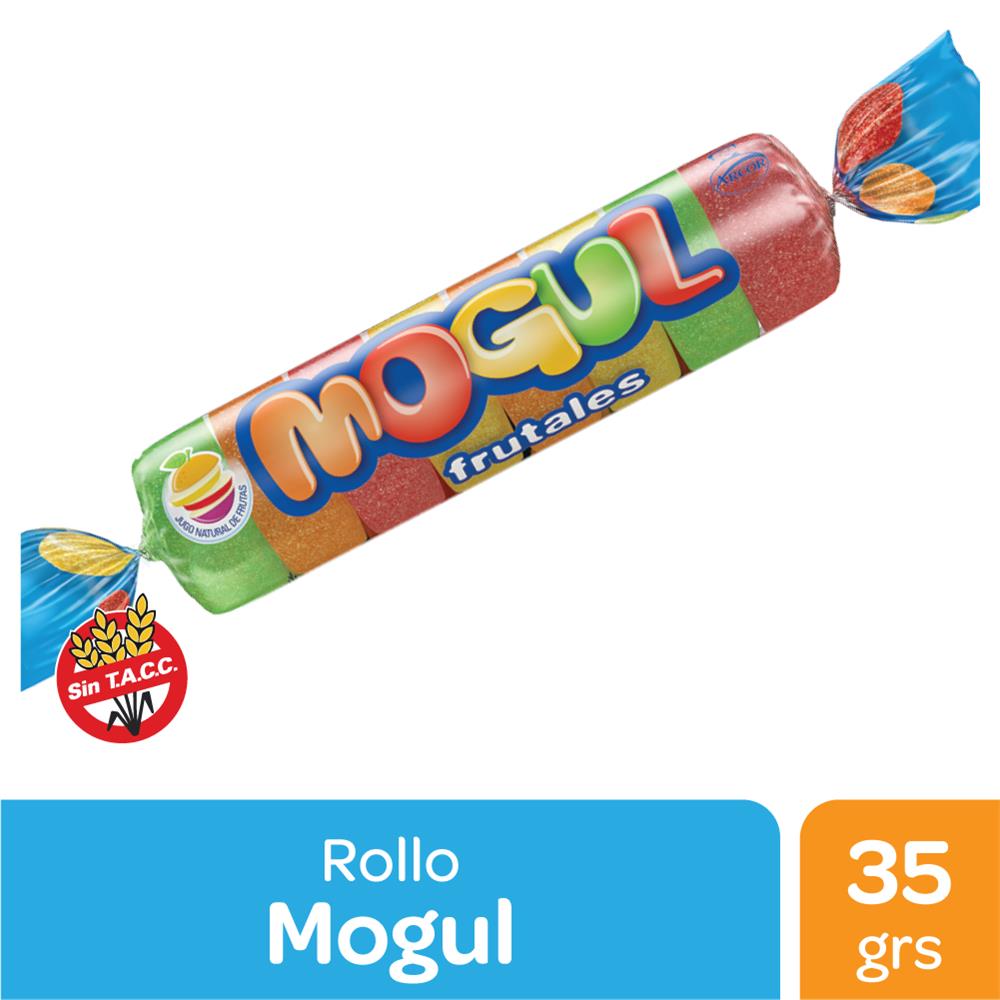 ARCOR
MOGUL
frutales
JUGO NATURAL DE FRUTAS
Sin T.A.C.C.
Rollo
Mogul
35
grs